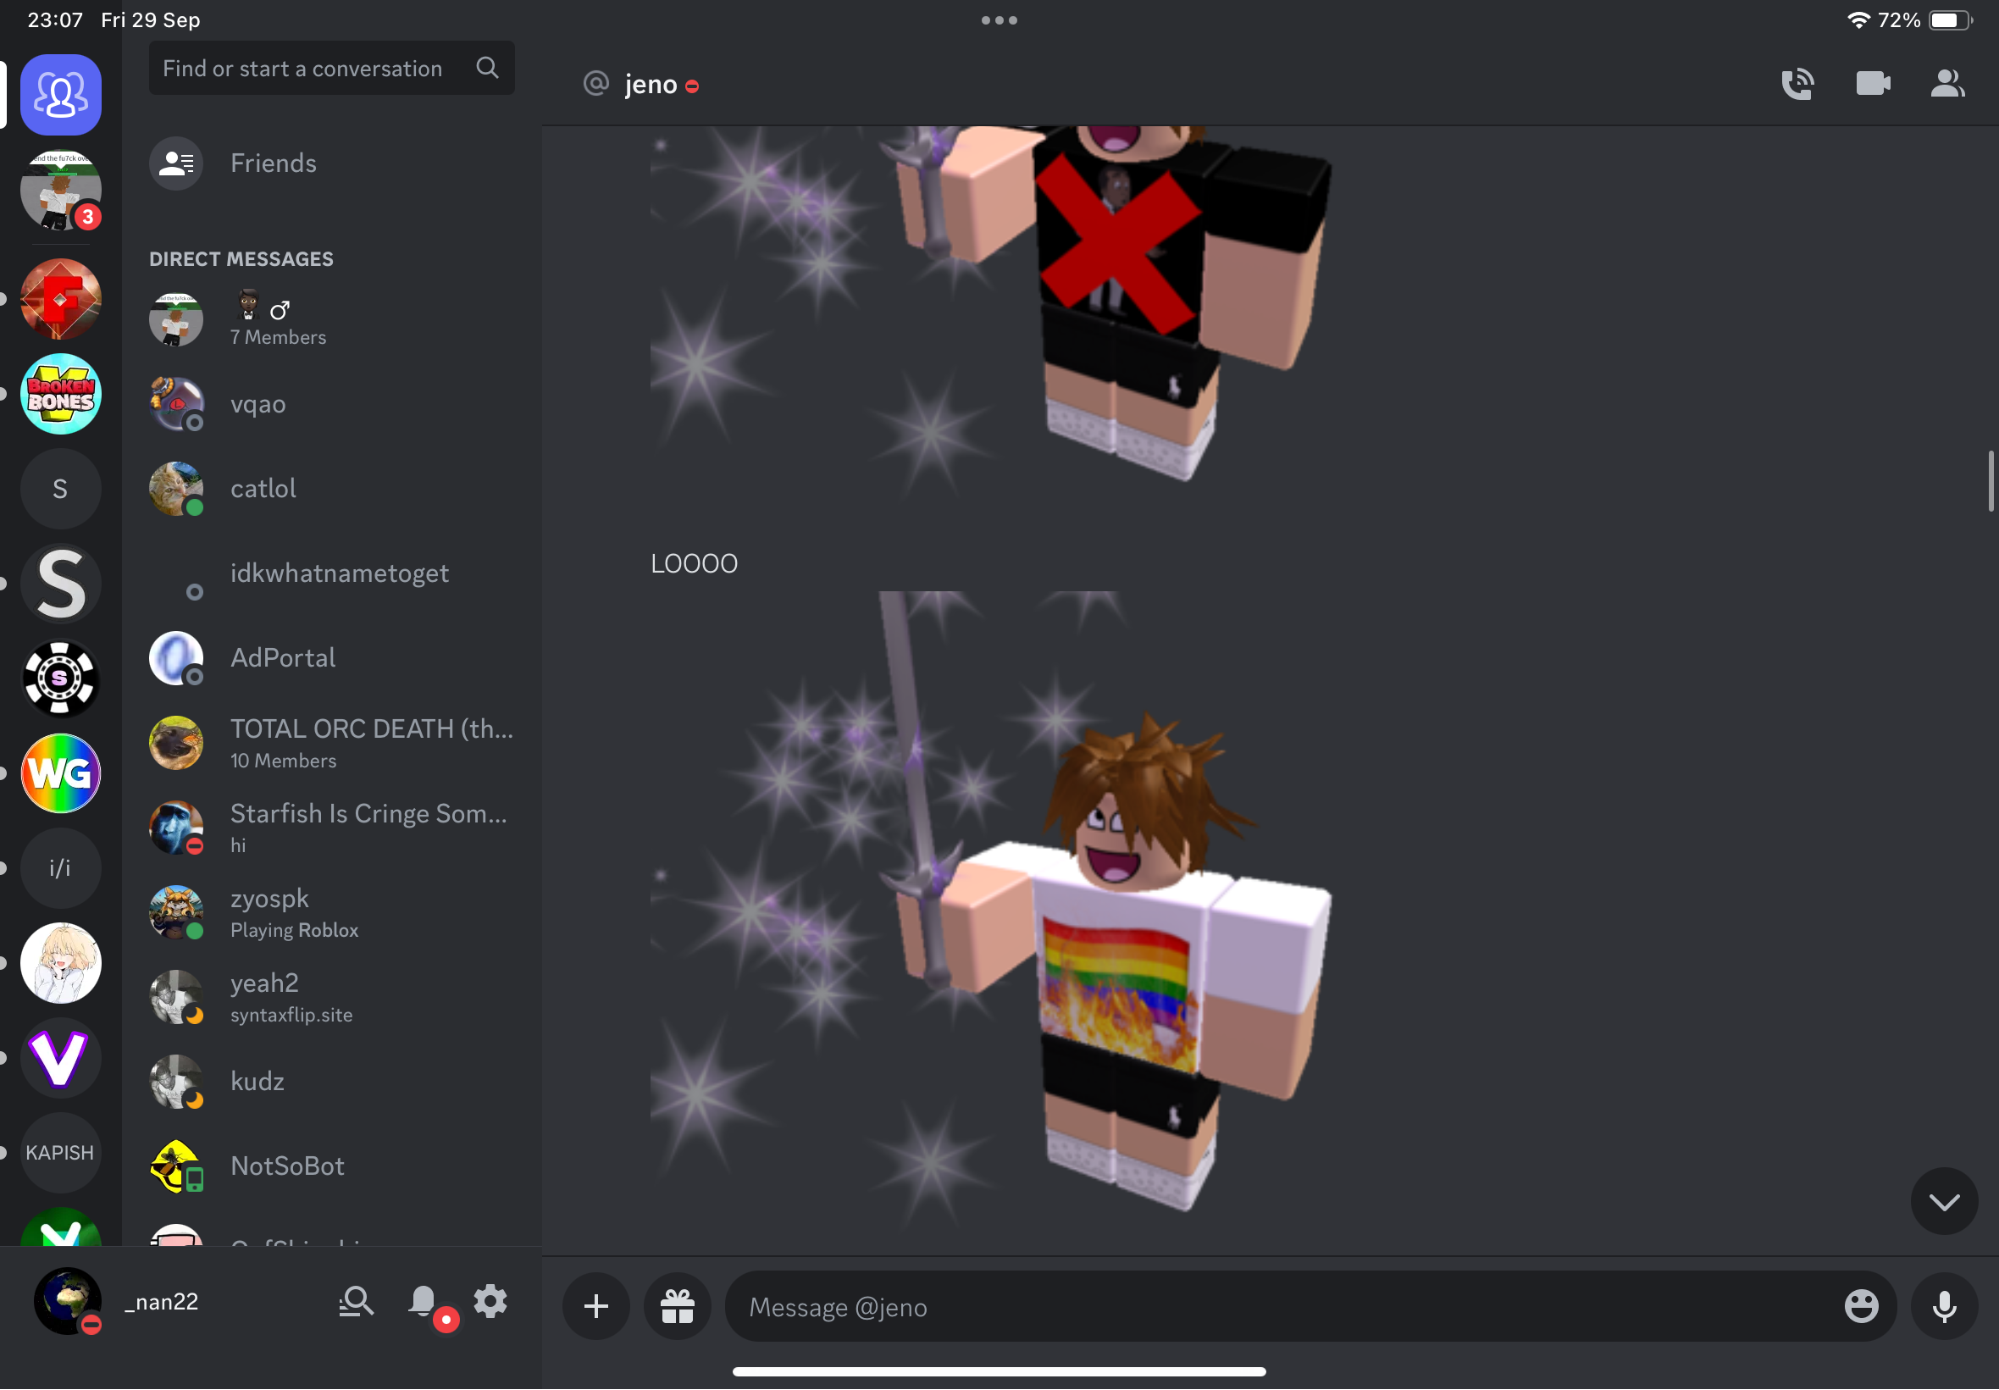 23:07 Fri 29 Sep
72%
Find or start a conversation
@ jeno
Friends
3
DIRECT MESSAGES
7 Members
F
vqao
BROKEN
BONES
catlol
S
idkwhatnametoget
LOOOO
S
AdPortal
S
TOTAL ORC DEATH (th...
10 Members
WG
Starfish Is Cringe Som...
hi
i/i
zyospk
Playing Roblox
yeah2
syntaxflip.site
V
kudz
KAPISH
NotSoBot
_nan22
Message @jeno